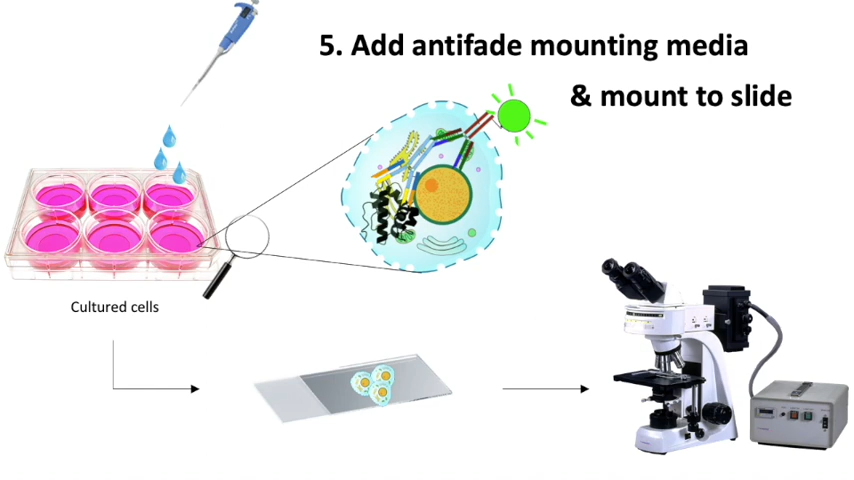 5. Add antifade mounting media
& mount to slide
Cultured cells